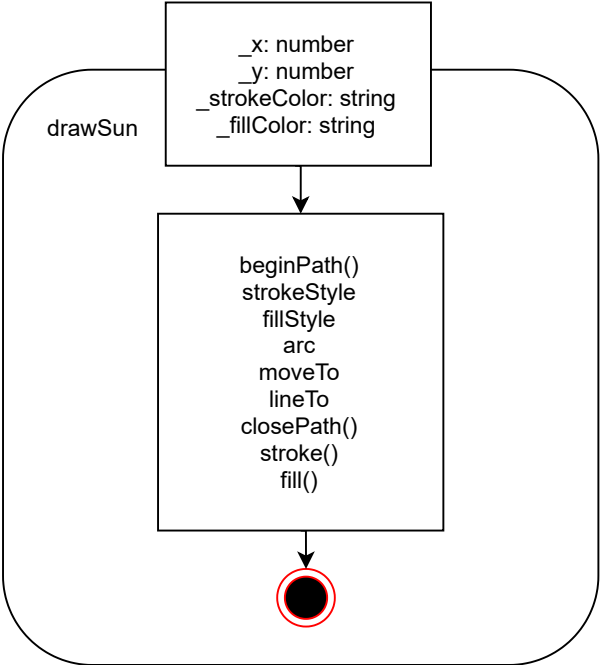 _x: number
_y: number
_strokeColor: string
_fillColor: string
drawSun
beginPath()
strokeStyle
fillStyle
arc
moveTo
lineTo
closePath()
stroke()
fill()